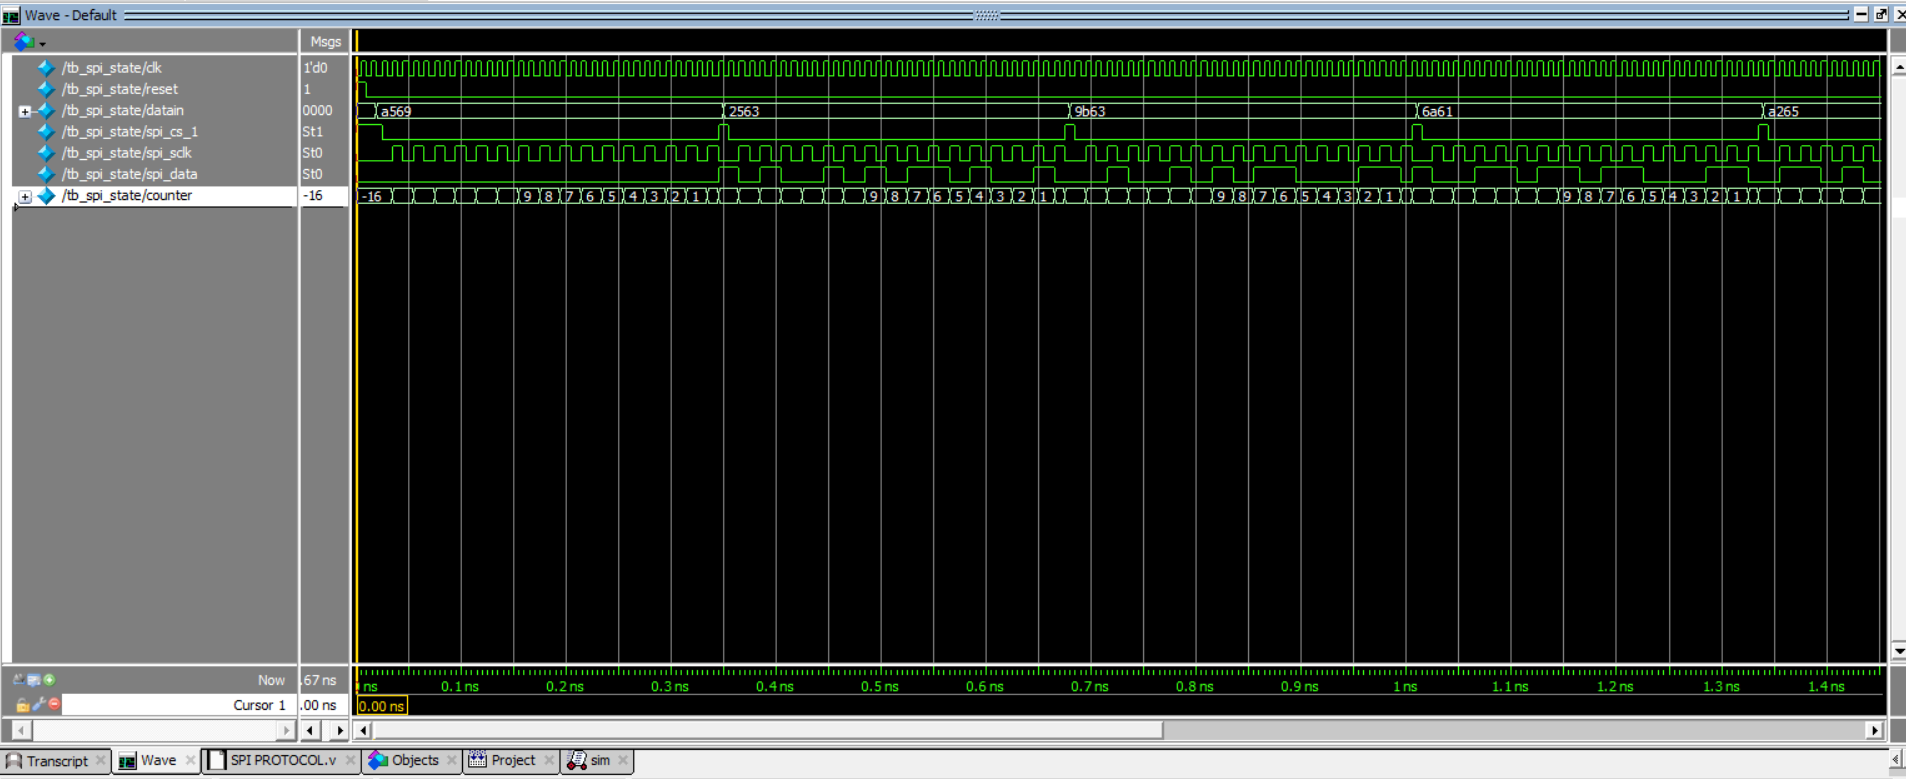 Wave - Default
Msgs
/tb_spi_state/clk 1'd0
/tb_spi_state/reset 1
/tb_spi_state/datain 0000 a569 2563 9b63 6a61 a265
/tb_spi_state/spi_cs_1 St1
/tb_spi_state/spi_sclk St0
/tb_spi_state/spi_data St0
/tb_spi_state/counter -16 -16 9 8 7 6 5 4 3 2 1 9 8 7 6 5 4 3 2 1 9 8 7 6 5 4 3 2 1 9 8 7 6 5 4 3 2 1
Now .67 ns ns 0.1 ns 0.2 ns 0.3 ns 0.4 ns 0.5 ns 0.6 ns 0.7 ns 0.8 ns 0.9 ns 1 ns 1.1 ns 1.2 ns 1.3 ns 1.4 ns
Cursor 1 .00 ns 0.00 ns
Transcript Wave SPI PROTOCOL.v Objects Project sim